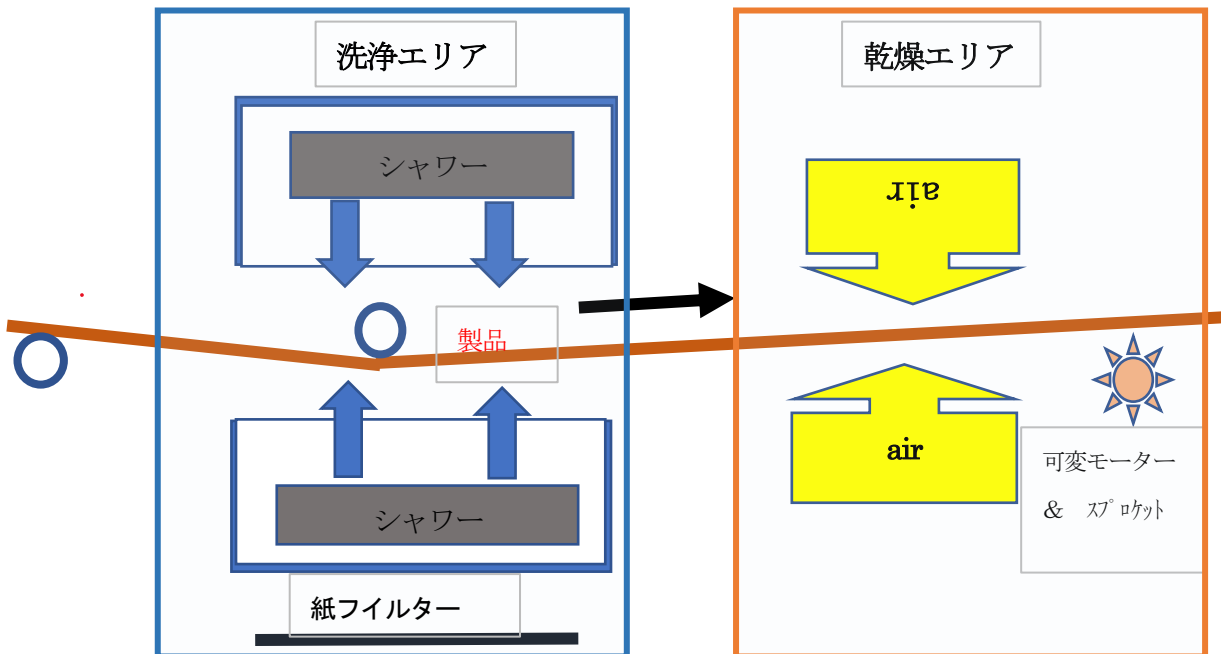 洗浄エリア
シャワー
製品
シャワー
紙フイルター
乾燥エリア
air
air
可変モーター
& ｽﾌﾟﾛｹｯﾄ